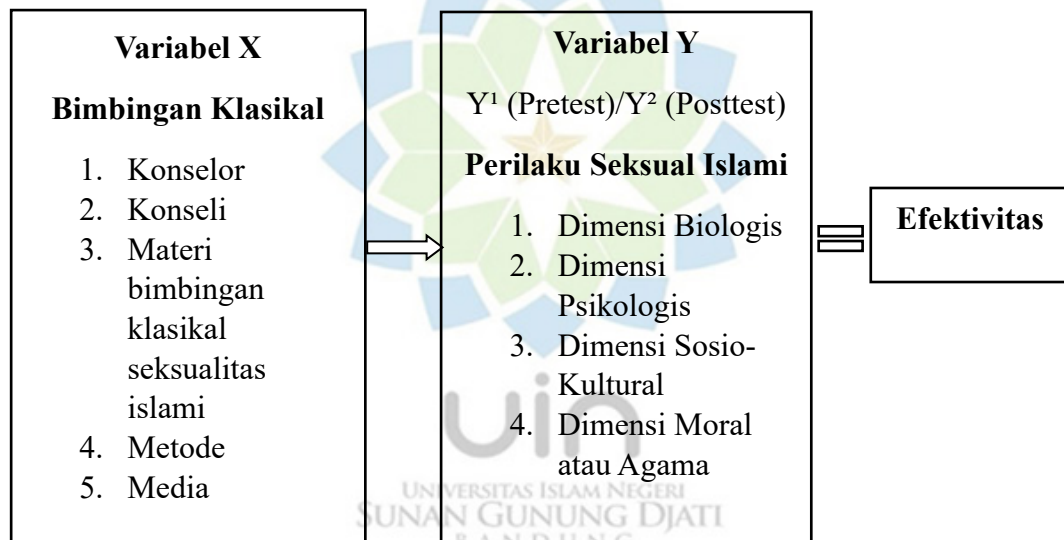 Variabel X
Bimbingan Klasikal
1. Konselor
2. Konseli
3. Materi
bimbingan
klasikal
seksualitas
islami
4. Metode
5. Media
Variabel Y
Y¹ (Pretest)/Y² (Posttest)
Perilaku Seksual Islami
1. Dimensi Biologis
2. Dimensi
Psikologis
3. Dimensi Sosio-
Kultural
4. Dimensi Moral
atau Agama
Efektivitas
uin
UNIVERSITAS ISLAM NEGERI
SUNAN GUNUNG DJATI
BANDUNG